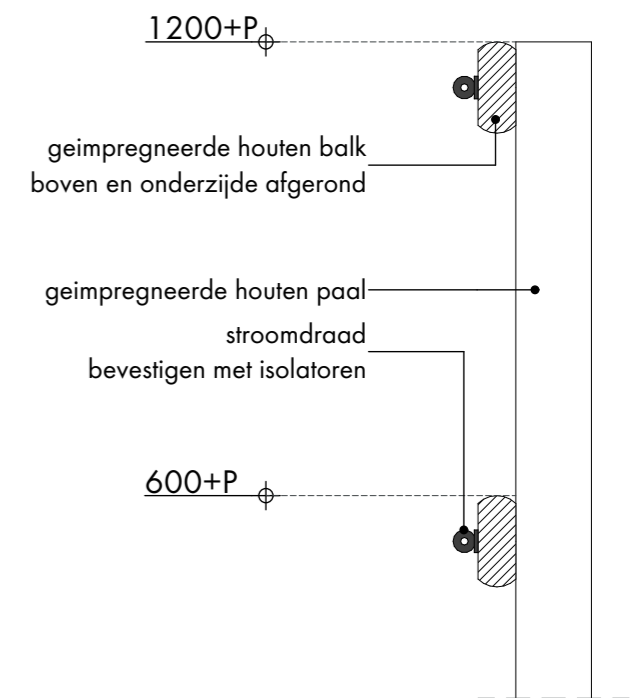 1200+P
geimpregneerde houten balk
boven en onderzijde afgerond
geimpregneerde houten paal
stroomdraad
bevestigen met isolatoren
600+P